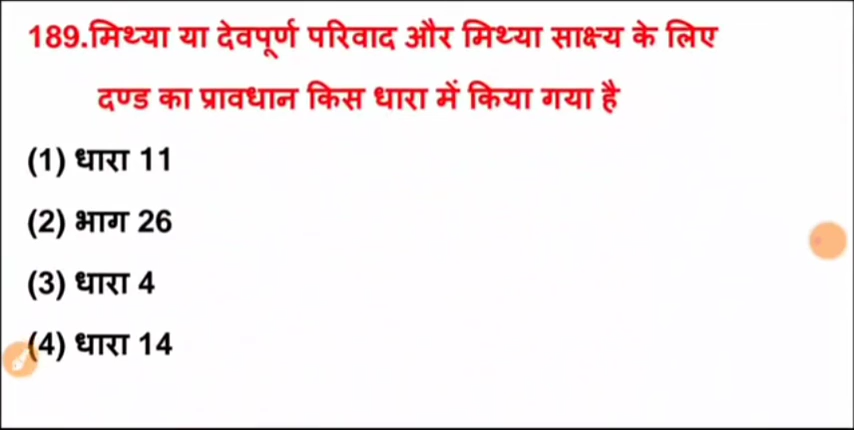 189.मिथ्या या देवपूर्ण परिवाद और मिथ्या साक्ष्य के लिए
दण्ड का प्रावधान किस धारा में किया गया है
(1) धारा 11
(2) भाग 26
(3) धारा 4
(4) धारा 14